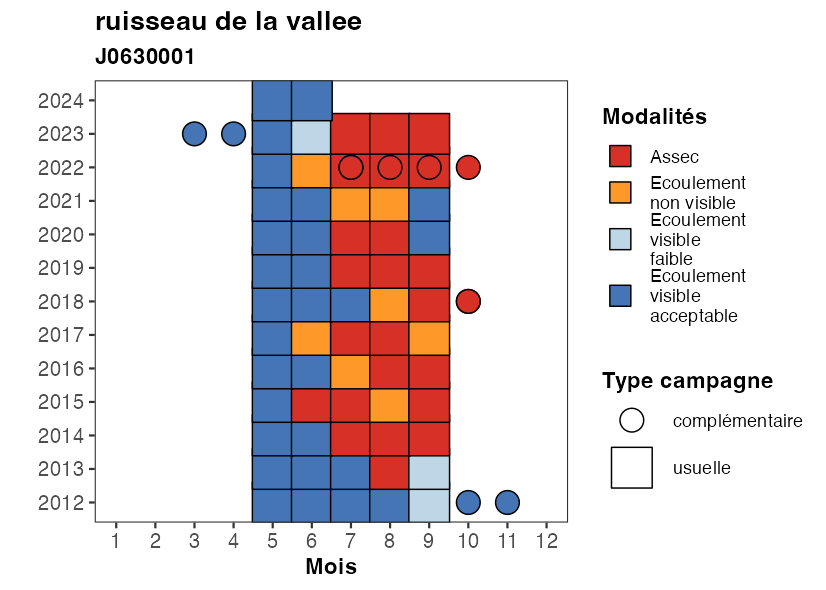 ruisseau de la vallee
J0630001
2024
2023
2022
2021
2020
2019
2018
2017
2016
2015
2014
2013
2012
1 2 3 4 5 6 7 8 9 10 11 12
Mois
Modalités
Assec
Ecoulement
non visible
Ecoulement
visible
faible
Ecoulement
visible
acceptable
Type campagne
complémentaire
usuelle